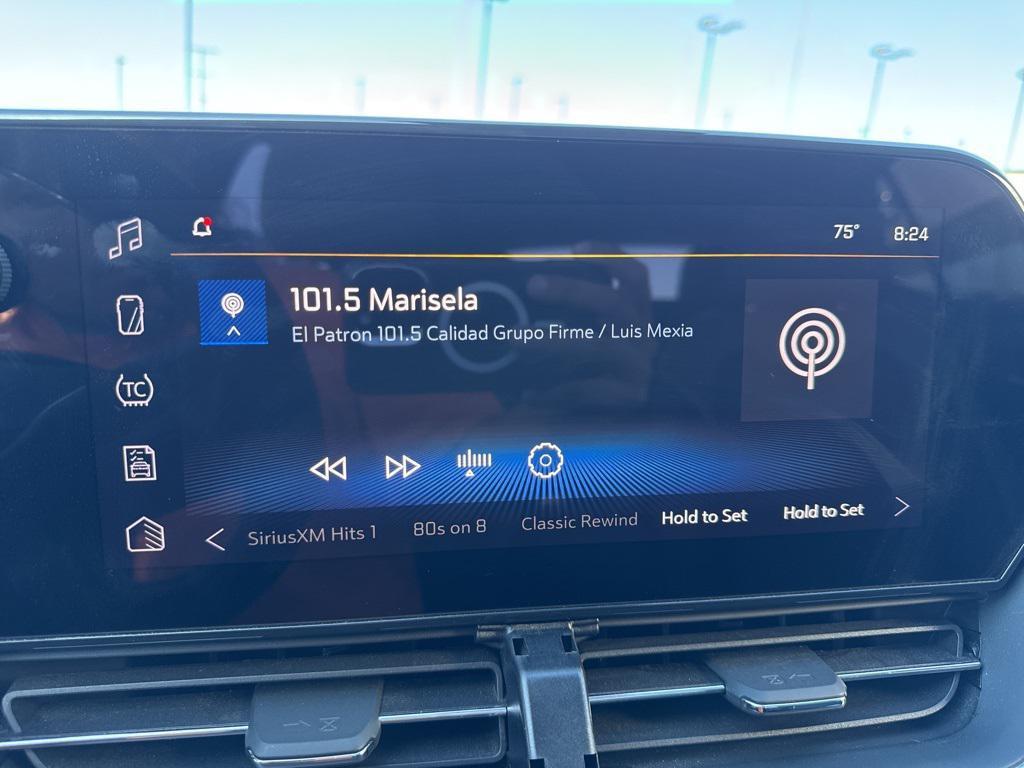 75° 8:24
101.5 Marisela
El Patron 101.5 Calidad Grupo Firme / Luis Mexia
TC
SiriusXM Hits 1 80s on 8 Classic Rewind Hold to Set Hold to Set